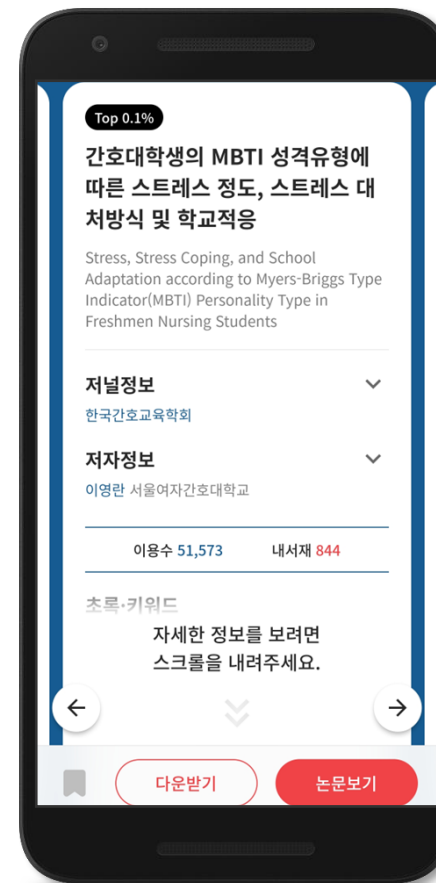 Top 0.1%
간호대학생의 MBTI 성격유형에
따른 스트레스 정도, 스트레스 대
처방식 및 학교적응
Stress, Stress Coping, and School
Adaptation according to Myers-Briggs Type
Indicator(MBTI) Personality Type in
Freshmen Nursing Students
저널정보
한국간호교육학회
저자정보
이영란 서울여자간호대학교
이용수 51,573 내서재 844
초록·키워드
자세한 정보를 보려면
스크롤을 내려주세요.
다운받기 논문보기